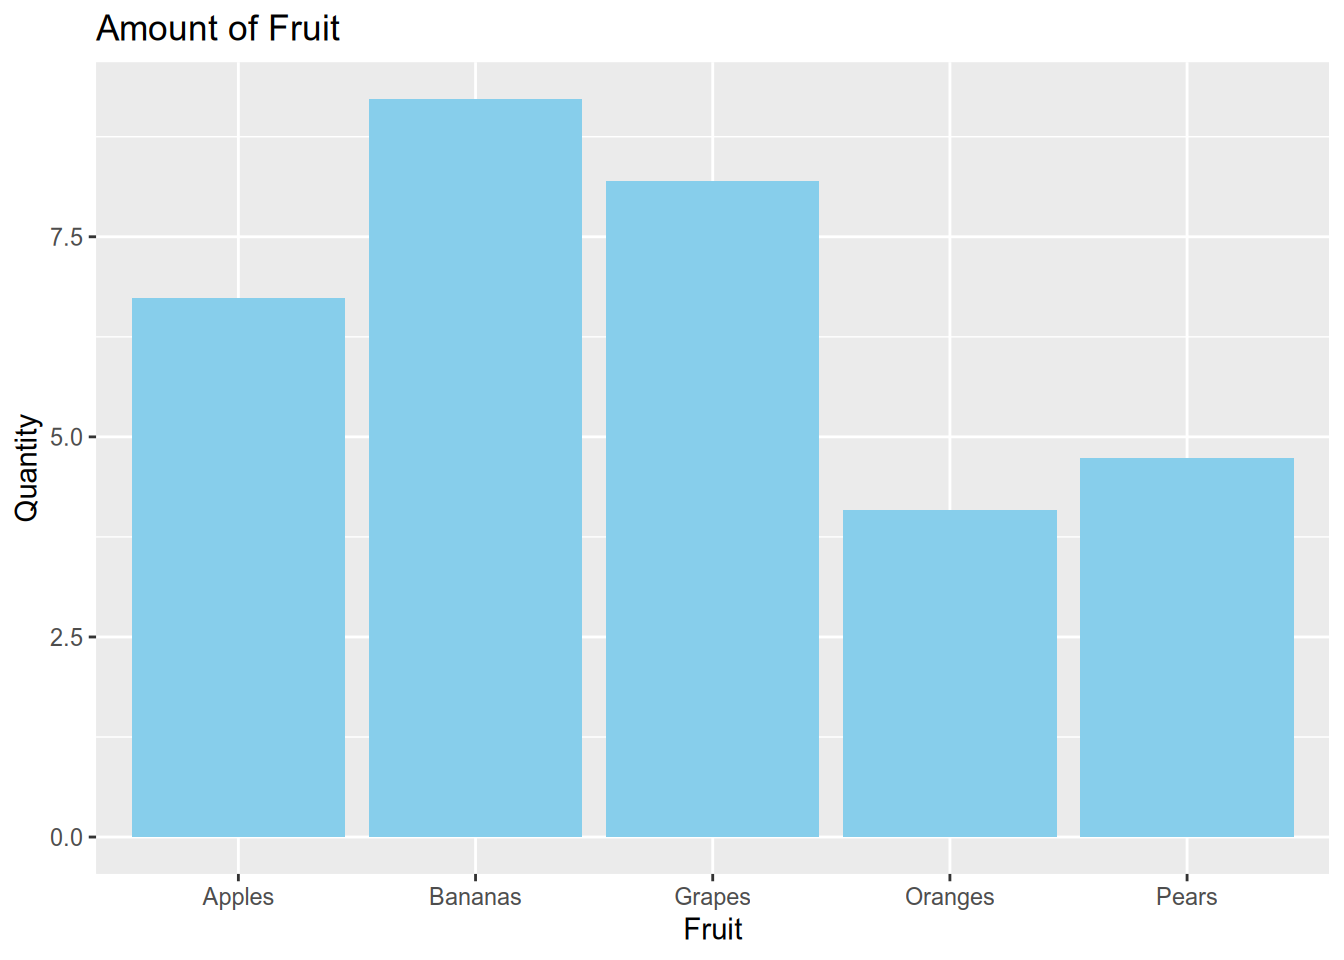 Amount of Fruit
Quantity
7.5
5.0
2.5
0.0
Apples Bananas Grapes Oranges Pears
Fruit